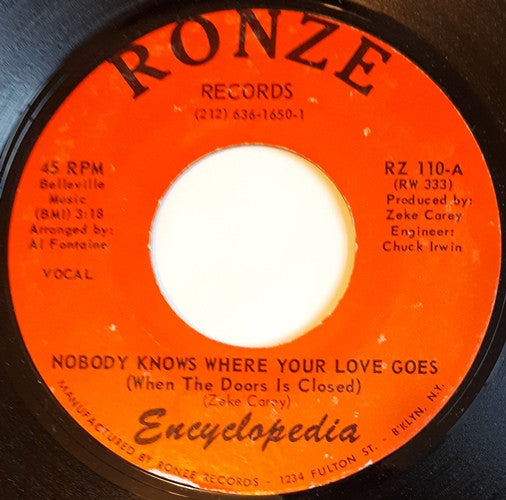 RONZE
RECORDS
(212) 636-1650-1
45 RPM
Belleville
Music
(BMI) 3:18
Arranged by:
Al Fontaine
VOCAL
RZ 110-A
(RW 333)
Produced by:
Zeke Carey
Engineer:
Chuck Irwin
NOBODY KNOWS WHERE YOUR LOVE GOES
(When The Doors Is Closed)
(Zeke Carey)
Encyclopedia
MANUFACTURED BY RONZE RECORDS - 1234 FULTON ST. - B'KLYN, N.Y.